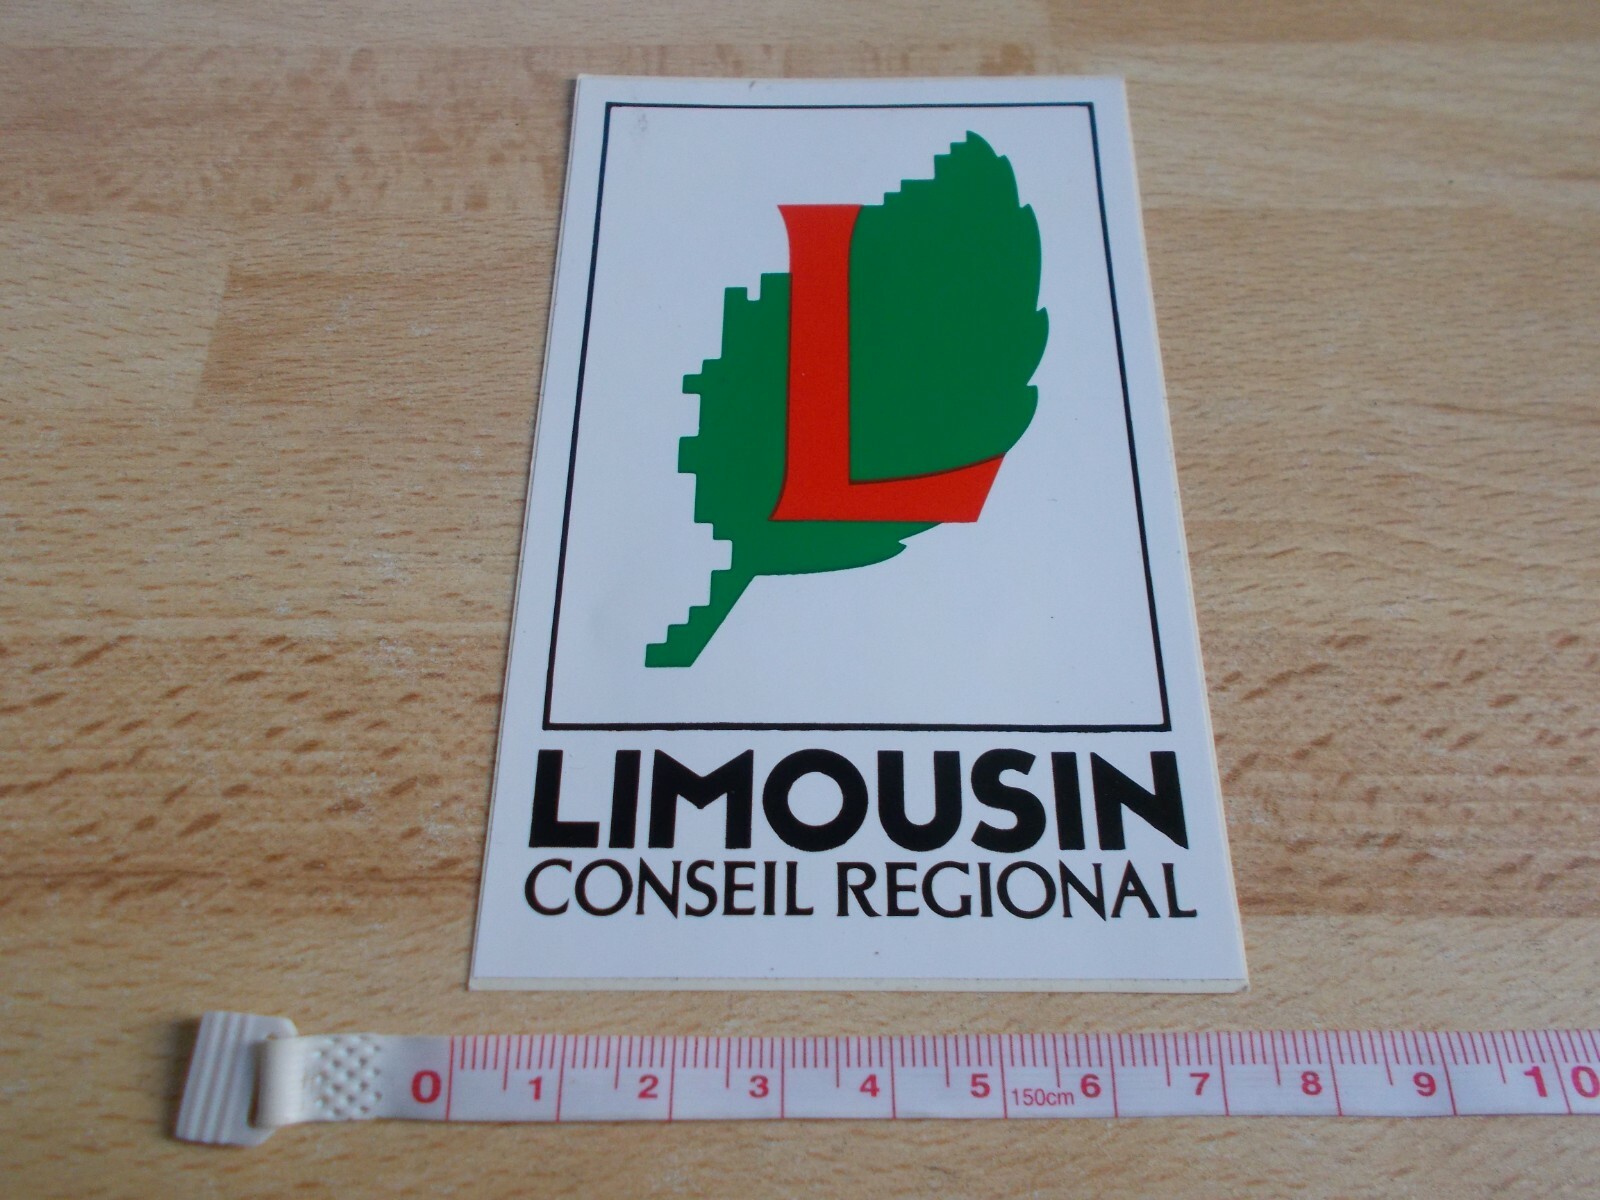 L
LIMOUSIN
CONSEIL REGIONAL
0 1 2 3 4 5 150cm 6 7 8 9 10